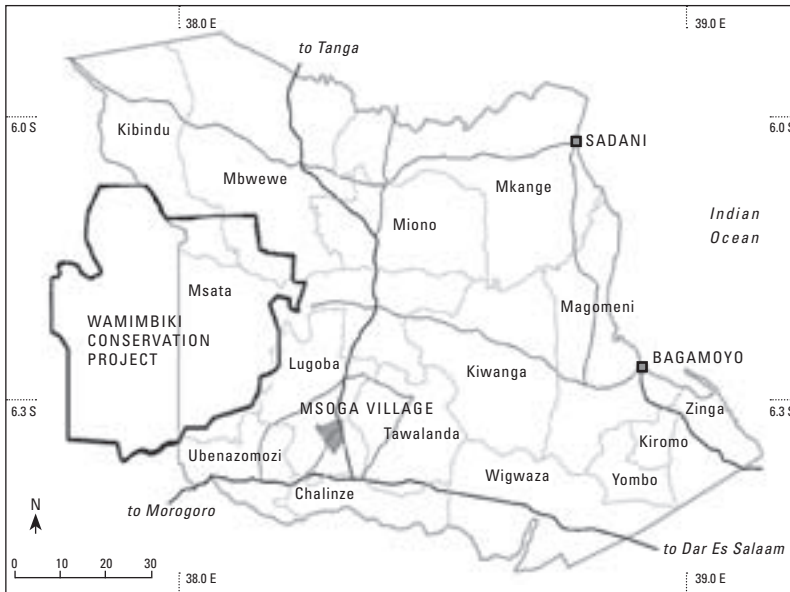 38.0 E
39.0 E
to Tanga
6.0 S
6.0 S
Kibindu
SADANI
Mbwewe
Mkange
Miono
Indian
Ocean
Msata
Magomeni
WAMIMBIKI
CONSERVATION
PROJECT
Lugoba
BAGAMOYO
Kiwanga
6.3 S
6.3 S
MSOGA VILLAGE
Zinga
Tawalanda
Kiromo
Ubenazomozi
Wigwaza
Yombo
Chalinze
N
to Morogoro
to Dar Es Salaam
0 10 20 30
38.0 E
39.0 E